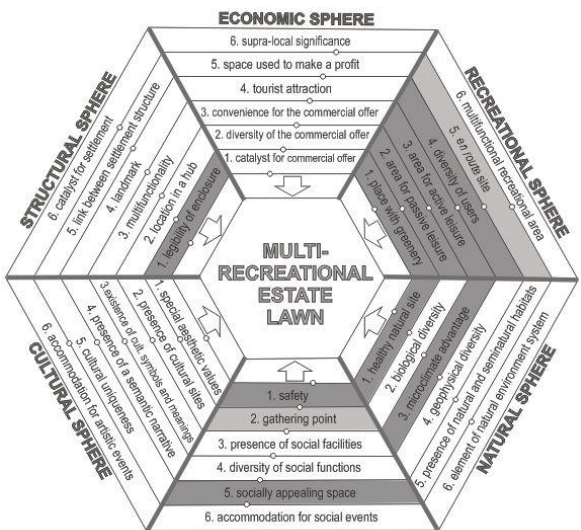 ECONOMIC SPHERE
6. supra-local significance
5. space used to make a profit
4. tourist attraction
3. convenience for the commercial offer
2. diversity of the commercial offer
1. catalyst for commercial offer
RECREATIONAL SPHERE
6. multifunctional recreational area
5. en route site
4. diversity of users
3. area for active leisure
2. area for passive leisure
1. place with greenery
STRUCTURAL SPHERE
6. catalyst for settlement
5. link between settlement structure
4. landmark
3. multifunctionality
2. location in a hub
1. legibility of enclosure
MULTI-
RECREATIONAL
ESTATE
LAWN
CULTURAL SPHERE
1. special aesthetic values
2. presence of cultural sites
3 existence of cult. symbols and meanings
4. presence of a semantic narrative
5. cultural uniqueness
6. accommodation for artistic events
1. safety
2. gathering point
3. presence of social facilities
4. diversity of social functions
5. socially appealing space
6. accommodation for social events
NATURAL SPHERE
1. healthy natural site
2. biological diversity
3. microclimate advantage
4. geophysical diversity
5. presence of natural and seminatural habitats
6. element of natural environment system